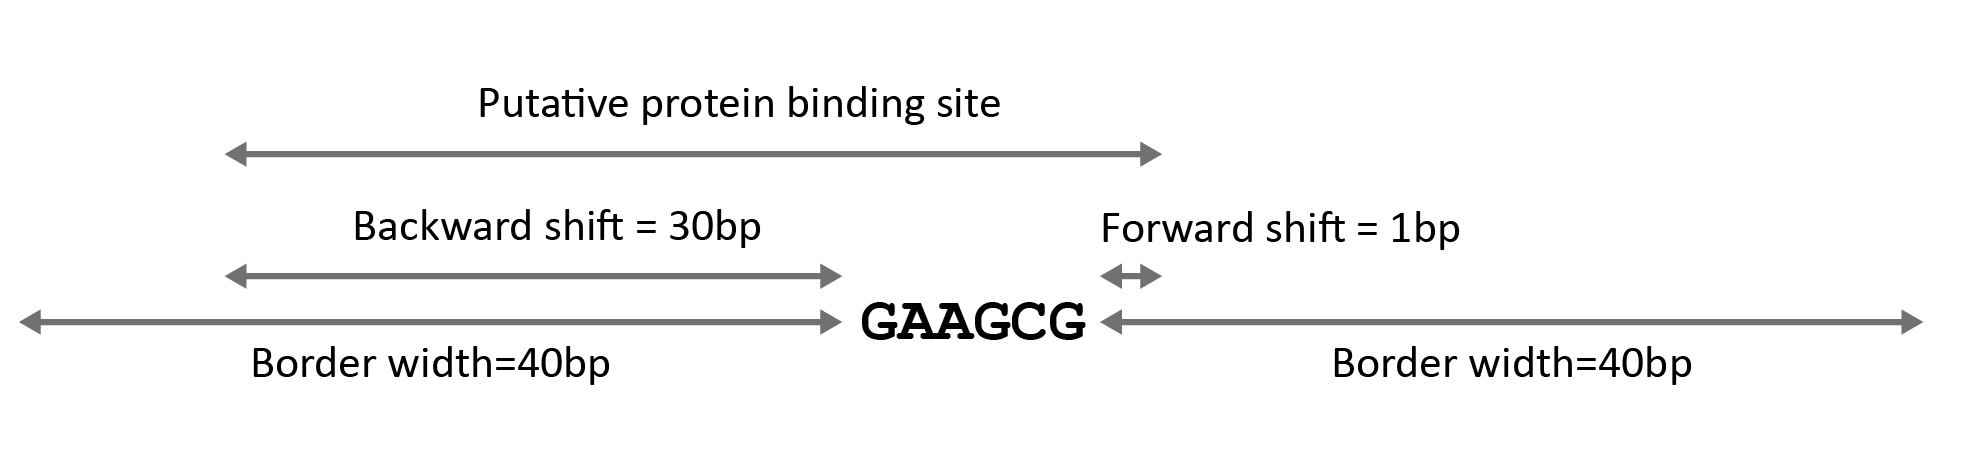 Putative protein binding site
Backward shift = 30bp
Forward shift = 1bp
GAAGCG
Border width=40bp
Border width=40bp